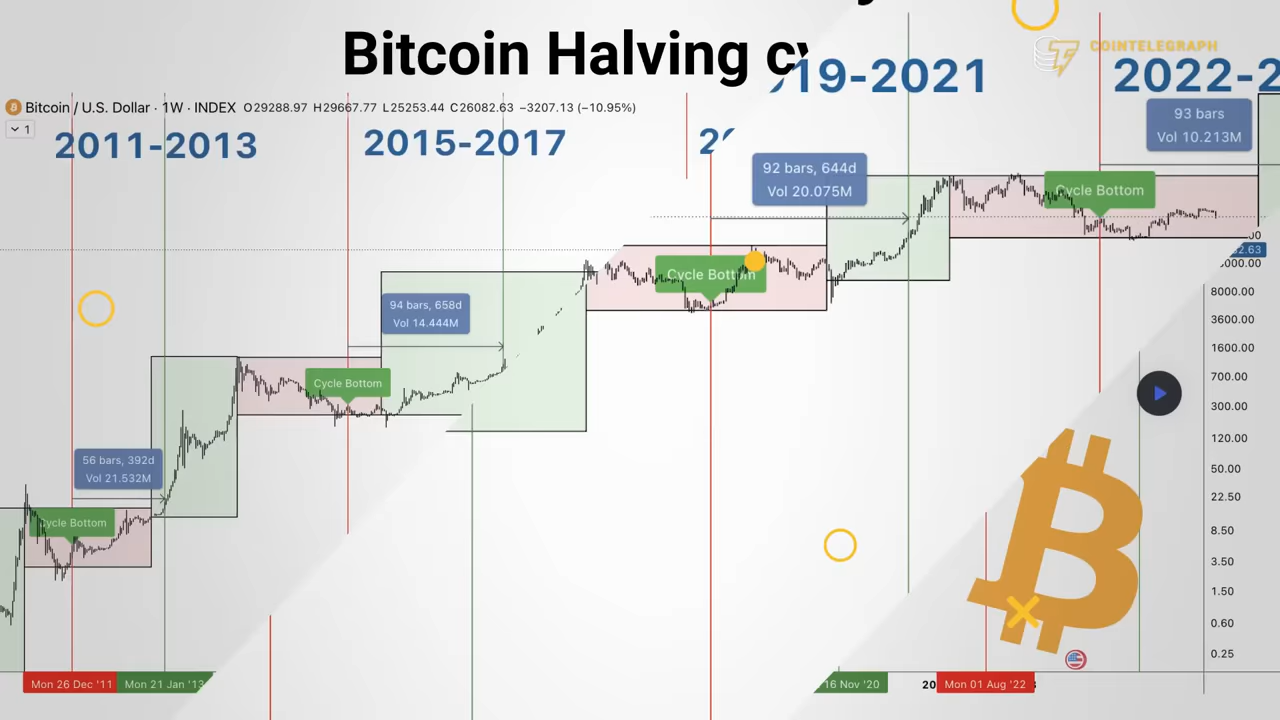 Bitcoin Halving
COINTELEGRAPH
19-2021
2022-2
Bitcoin / U.S. Dollar · 1W · INDEX O29288.97 H29667.77 L25253.44 C26082.63 −3207.13 (−10.95%)
1
2011-2013
2015-2017
93 bars
Vol 10.213M
92 bars, 644d
Vol 20.075M
Cycle Bottom
Cycle Bottom
94 bars, 658d
Vol 14.444M
Cycle Bottom
56 bars, 392d
Vol 21.532M
Cycle Bottom
8000.00
3600.00
1600.00
700.00
300.00
120.00
50.00
22.50
8.50
3.50
1.50
0.60
0.25
Mon 26 Dec '11
Mon 21 Jan '13
16 Nov '20
20
Mon 01 Aug '22